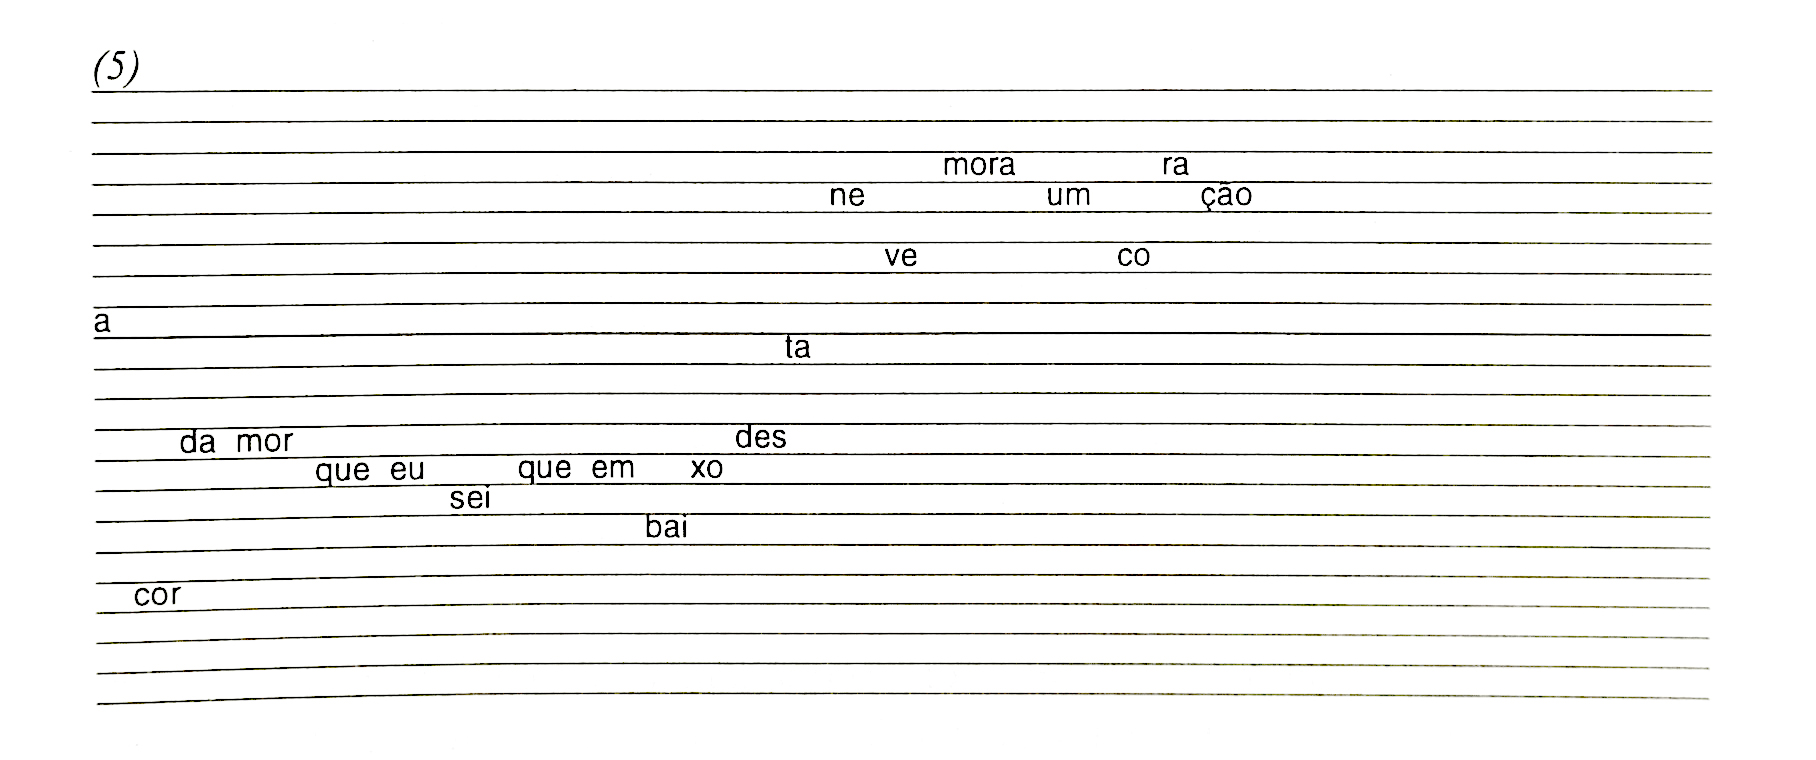 (5)
mora ra
ne um ção
ve co
a
ta
da mor des
que eu que em xo
sei
bai
cor